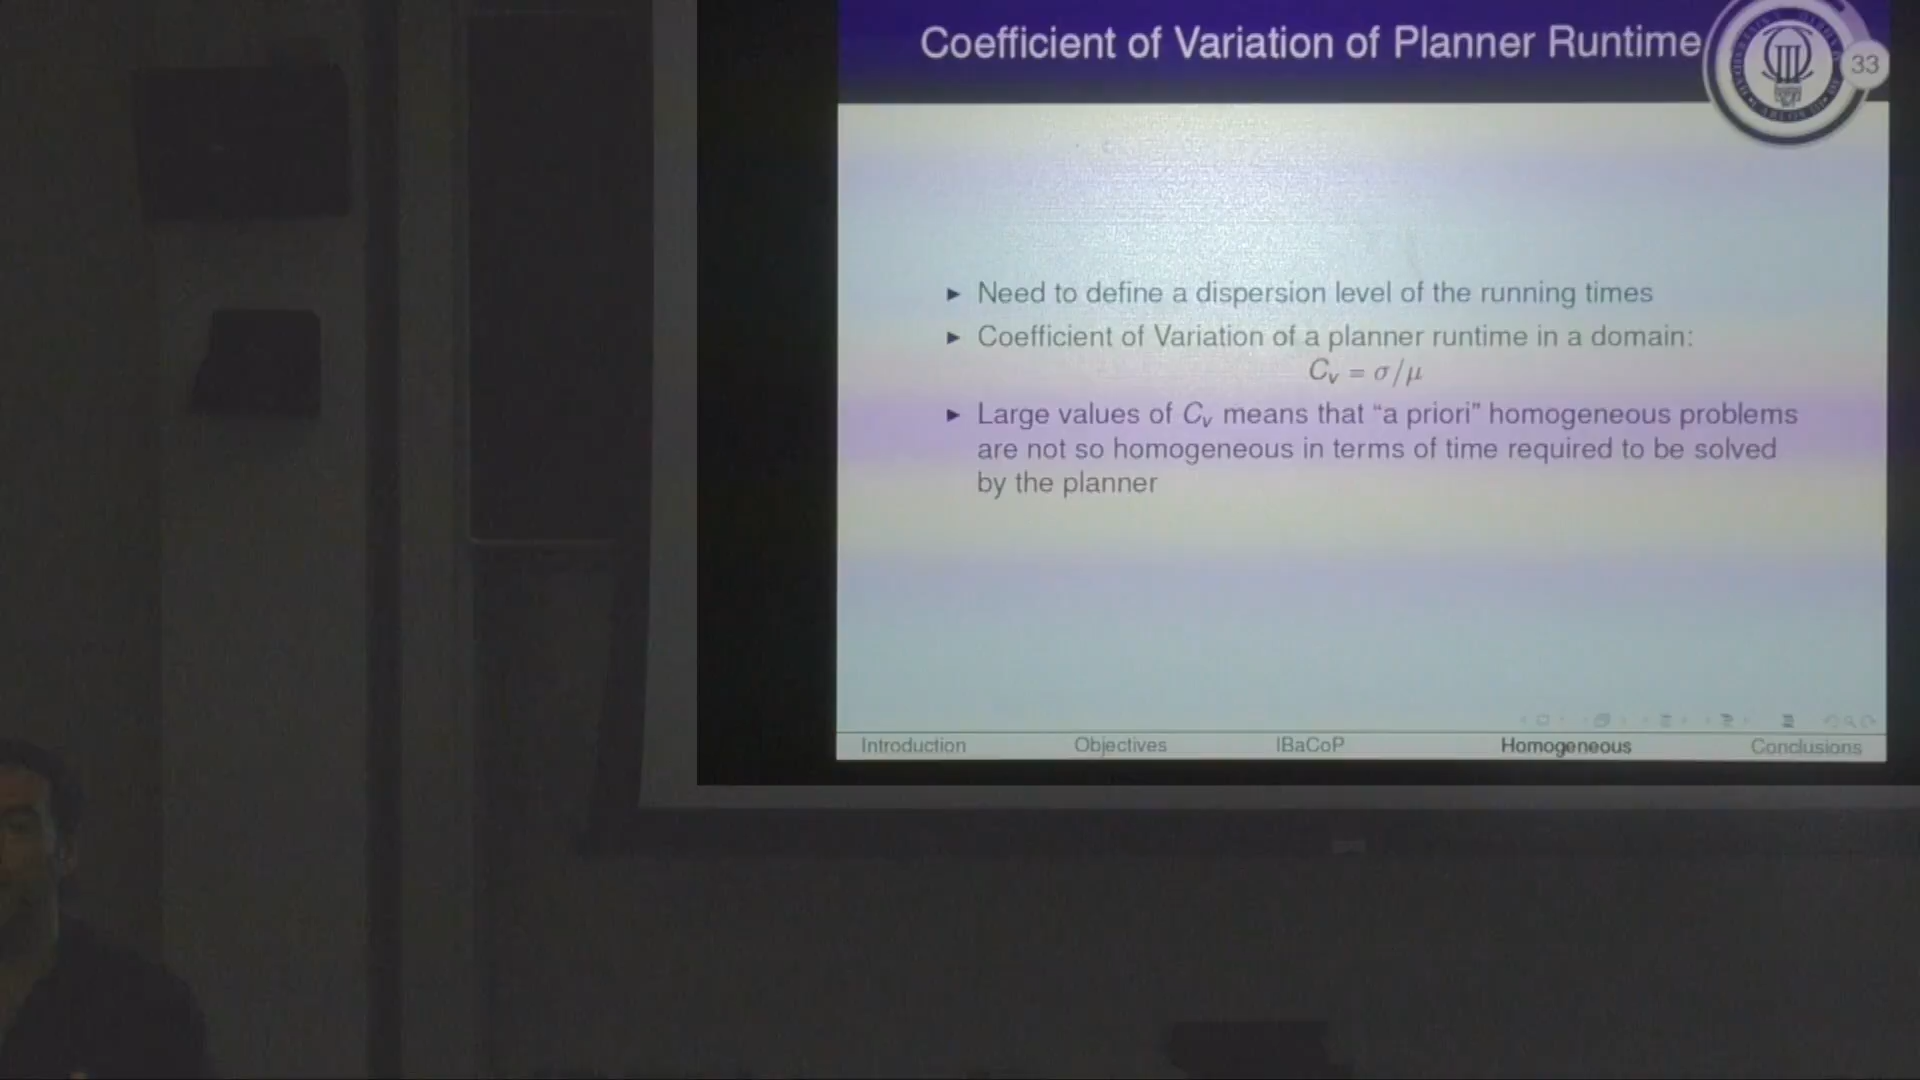 Coefficient of Variation of Planner Runtime
33
► Need to define a dispersion level of the running times
► Coefficient of Variation of a planner runtime in a domain:
Cᵥ = σ/μ
► Large values of Cᵥ means that “a priori” homogeneous problems
are not so homogeneous in terms of time required to be solved
by the planner
Introduction Objectives IBaCoP Homogeneous Conclusions